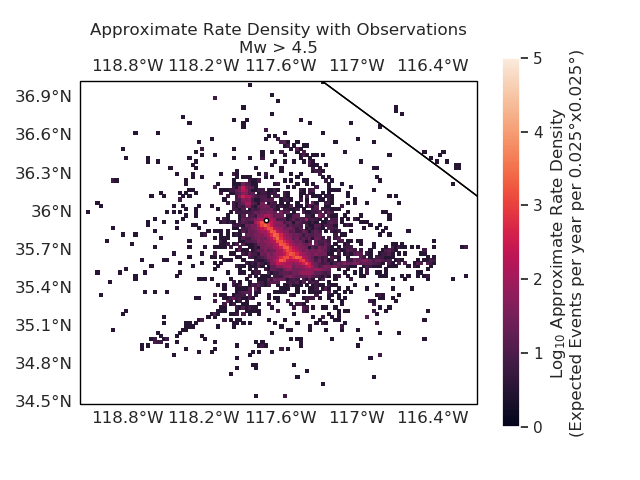 Approximate Rate Density with Observations
Mw > 4.5
118.8°W 118.2°W 117.6°W 117°W 116.4°W
36.9°N
36.6°N
36.3°N
36°N
35.7°N
35.4°N
35.1°N
34.8°N
34.5°N
118.8°W 118.2°W 117.6°W 117°W 116.4°W
5
4
3
2
1
0
Log₁₀ Approximate Rate Density
(Expected Events per year per 0.025°x0.025°)